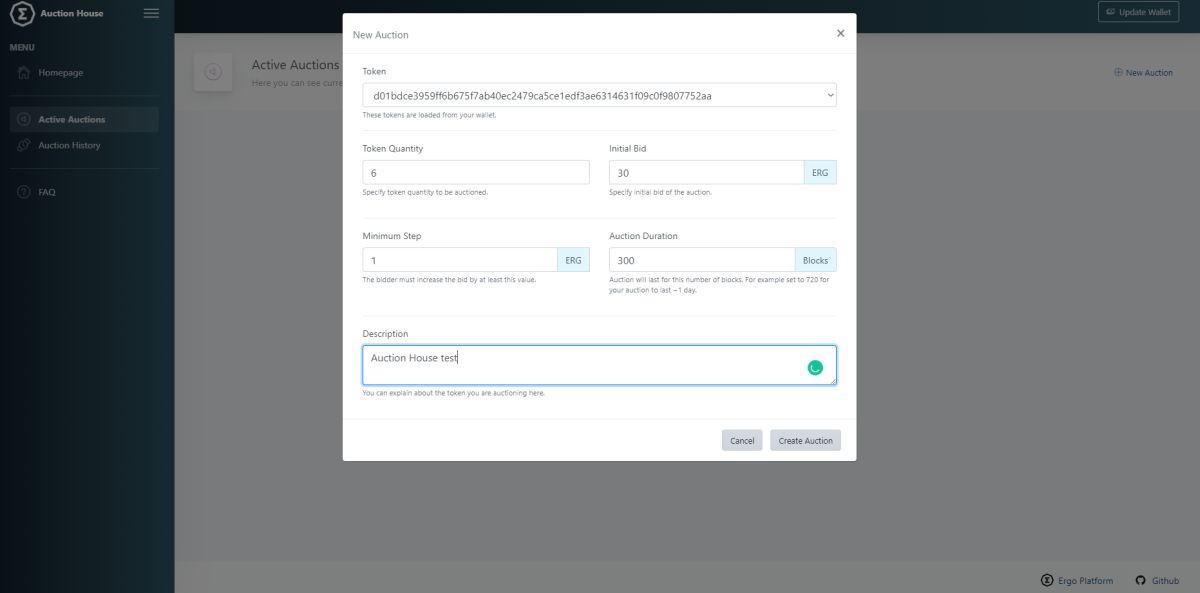 Auction House
MENU
Homepage
Active Auctions
Auction History
FAQ
Update Wallet
Active Auctions
Here you can see curre
New Auction
New Auction
Token
d01bdce3959ff6b675f7ab40ec2479ca5ce1edf3ae6314631f09c0f9807752aa
These tokens are loaded from your wallet.
Token Quantity
6
Specify token quantity to be auctioned.
Initial Bid
30 ERG
Specify initial bid of the auction.
Minimum Step
1 ERG
The bidder must increase the bid by at least this value.
Auction Duration
300 Blocks
Auction will last for this number of blocks. For example set to 720 for
your auction to last ~1 day.
Description
Auction House test
You can explain about the token you are auctioning here.
Cancel
Create Auction
Ergo Platform
Github